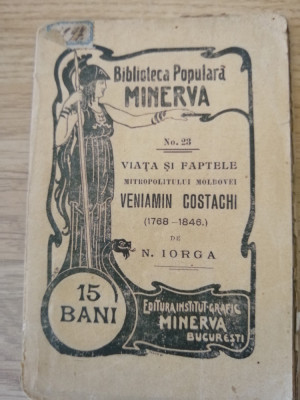 Biblioteca Populară
MINERVA
No. 23
VIAȚA ȘI FAPTELE
MITROPOLITULUI MOLDOVEI
VENIAMIN COSTACHI
(1768–1846.)
DE
N. IORGA
15
BANI
EDITURA INSTITUT-GRAFIC
MINERVA
BUCUREȘTI